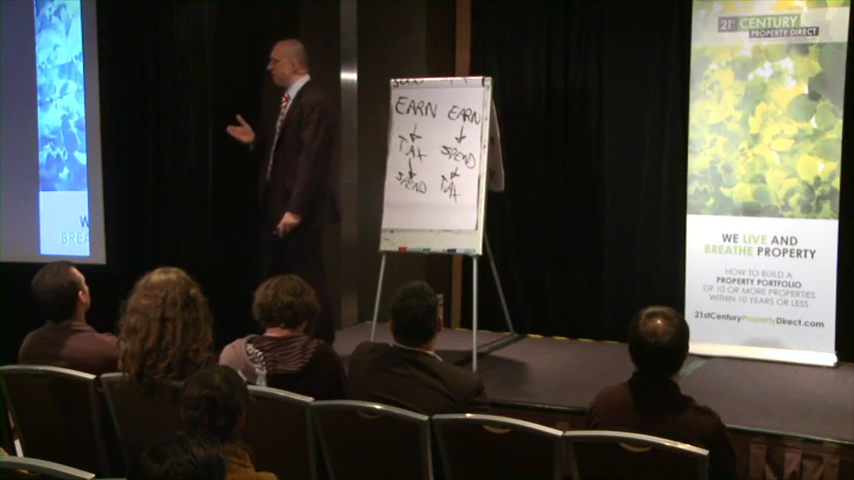 W
BREA
EARN EARN
TAX SPEND
SPEND TAX
21st CENTURY
PROPERTY DIRECT
WE LIVE AND
BREATHE PROPERTY
HOW TO BUILD A
PROPERTY PORTFOLIO
OF 10 OR MORE PROPERTIES
WITHIN 10 YEARS OR LESS
21stCenturyPropertyDirect.com